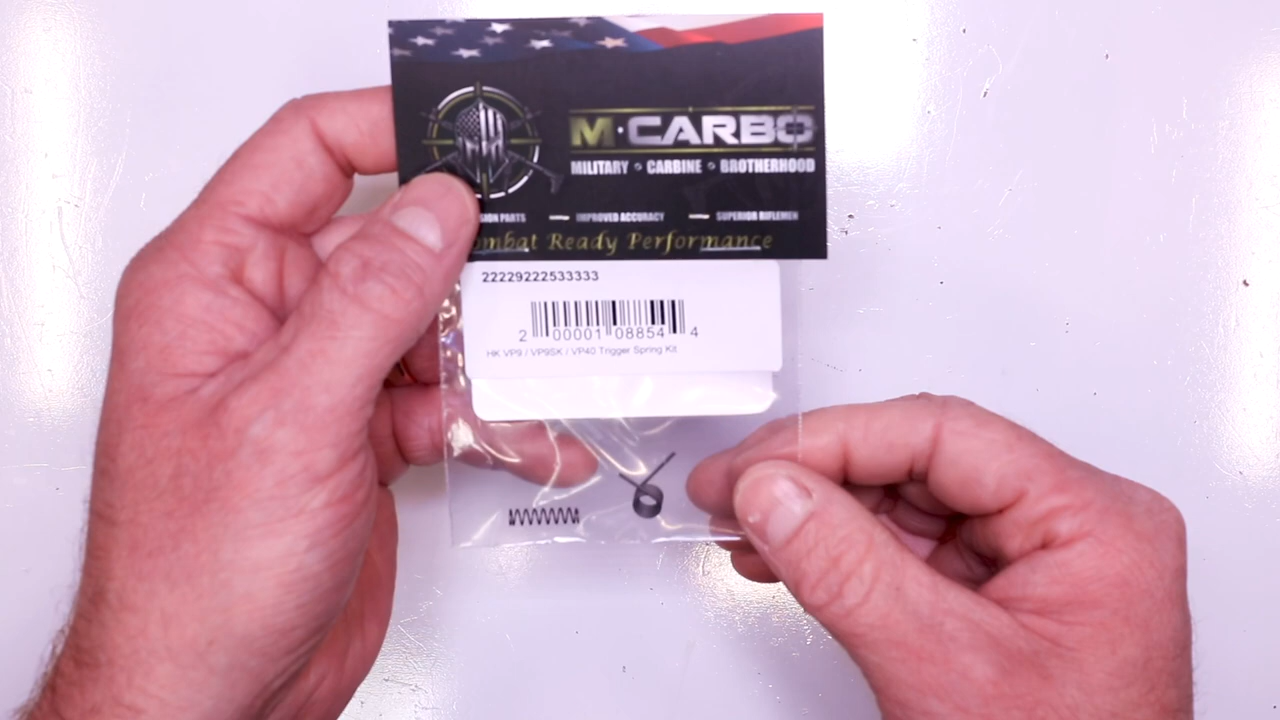 M·CARBO
MILITARY ◦ CARBINE ◦ BROTHERHOOD
PARTS — IMPROVED ACCURACY — SUPERIOR RIFLEMEN
Ready Performance
22229222533333
2 00001 08854 4
HK VP9 / VP9SK / VP40 Trigger Spring Kit